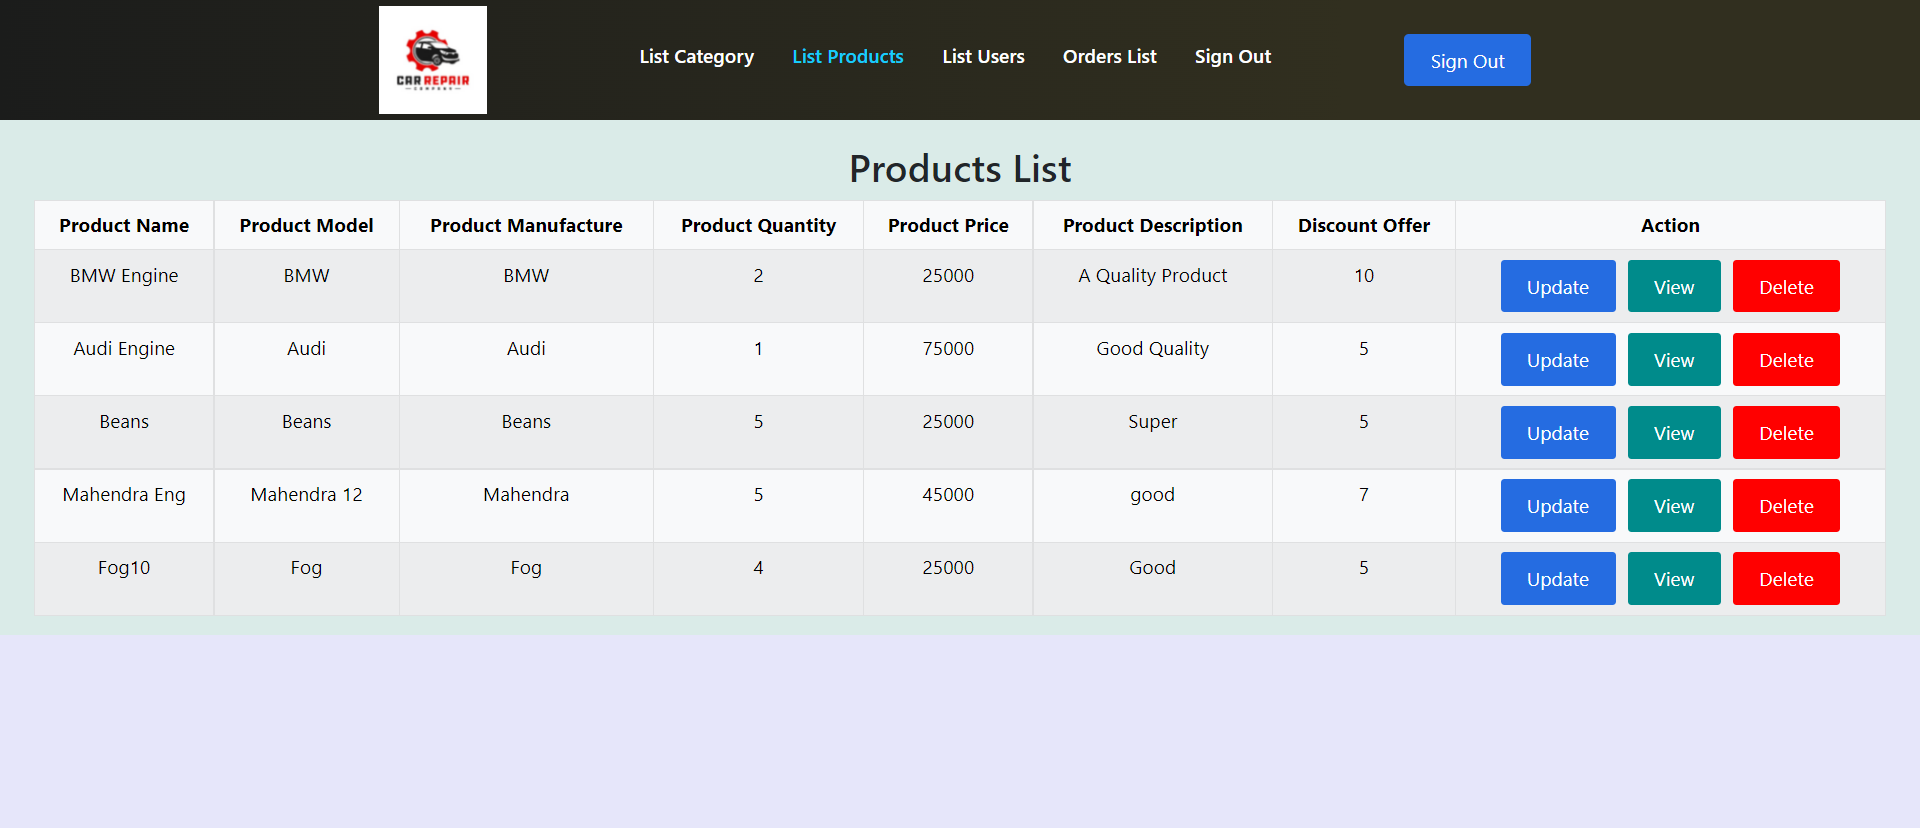 CAR REPAIR
COMPANY
List Category List Products List Users Orders List Sign Out Sign Out
Products List
Product Name Product Model Product Manufacture Product Quantity Product Price Product Description Discount Offer Action
BMW Engine BMW BMW 2 25000 A Quality Product 10 Update View Delete
Audi Engine Audi Audi 1 75000 Good Quality 5 Update View Delete
Beans Beans Beans 5 25000 Super 5 Update View Delete
Mahendra Eng Mahendra 12 Mahendra 5 45000 good 7 Update View Delete
Fog10 Fog Fog 4 25000 Good 5 Update View Delete